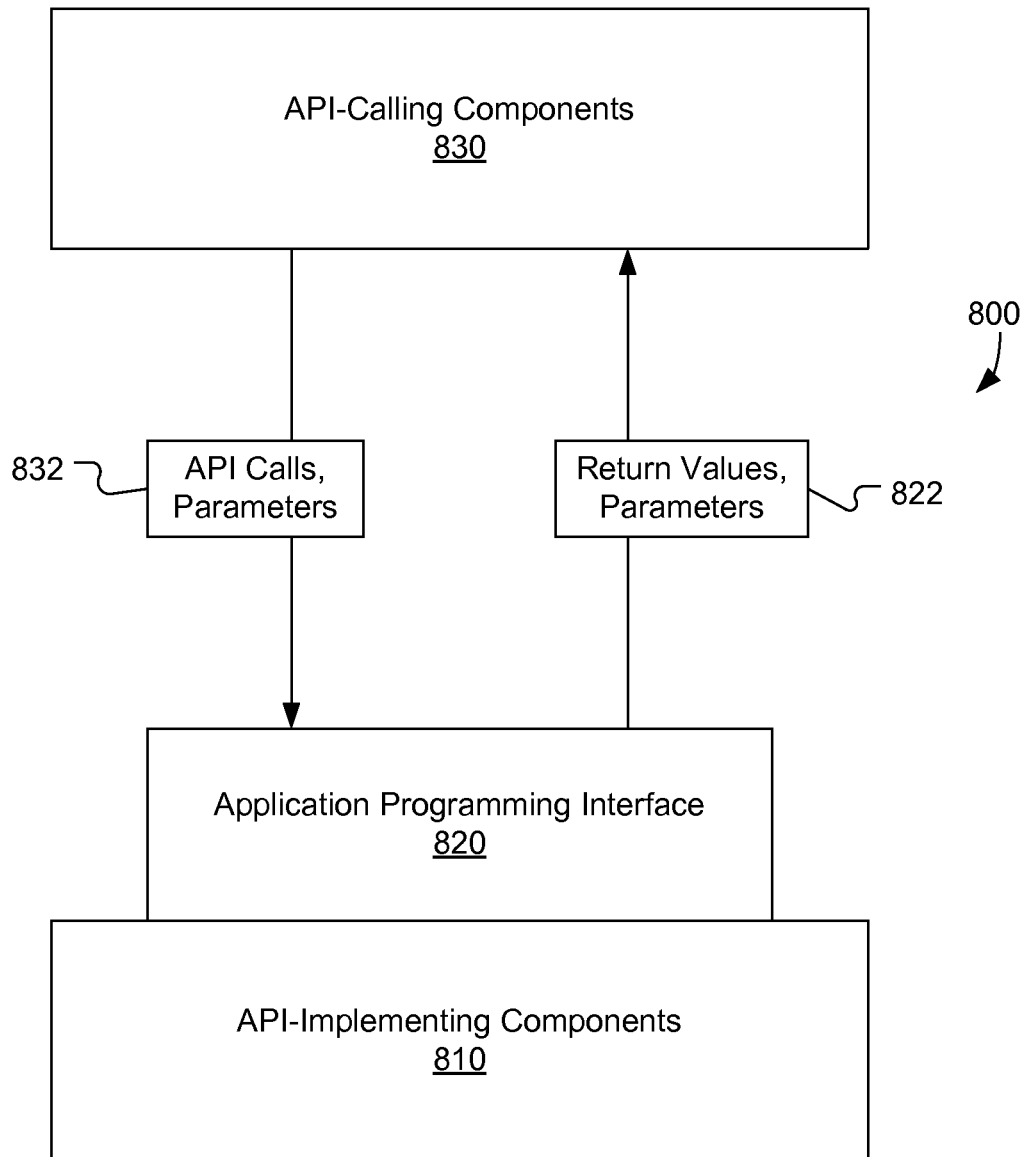 API-Calling Components
830
800
832
API Calls,
Parameters
Return Values,
Parameters
822
Application Programming Interface
820
API-Implementing Components
810